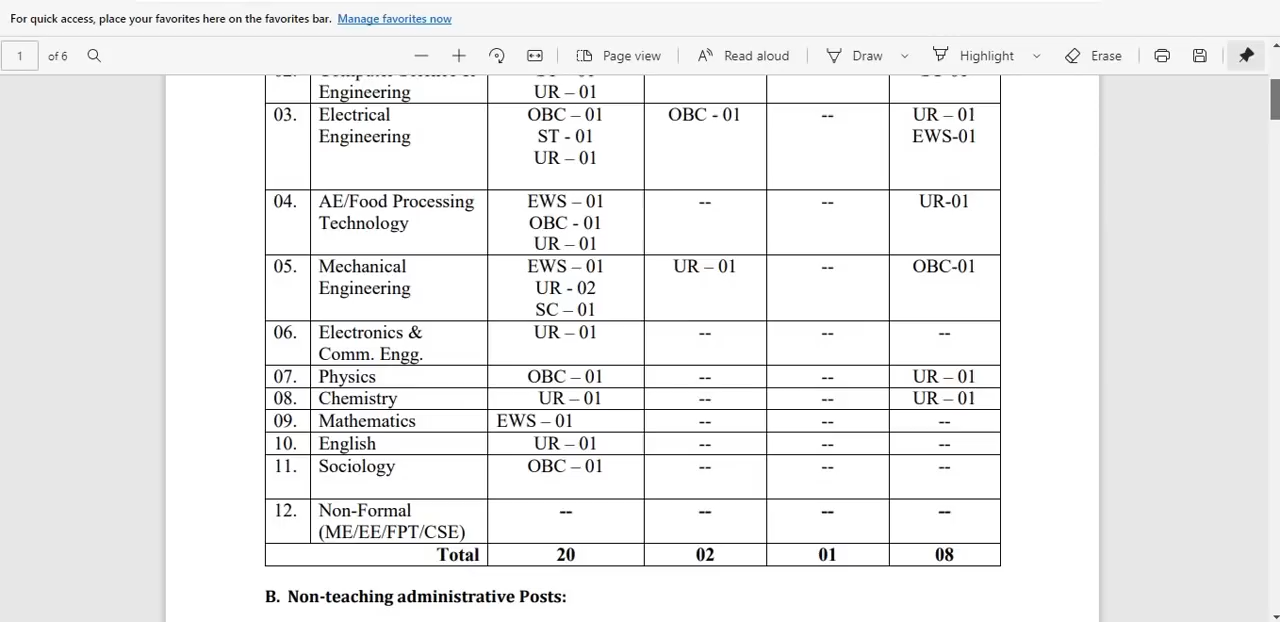 For quick access, place your favorites here on the favorites bar. Manage favorites now
1 of 6 Page view Read aloud Draw Highlight Erase
Engineering UR – 01
03. Electrical OBC – 01 OBC - 01 -- UR – 01
Engineering ST - 01 EWS-01
UR – 01
04. AE/Food Processing EWS – 01 -- -- UR-01
Technology OBC - 01
UR – 01
05. Mechanical EWS – 01 UR – 01 -- OBC-01
Engineering UR - 02
SC – 01
06. Electronics & UR – 01 -- -- --
Comm. Engg.
07. Physics OBC – 01 -- -- UR – 01
08. Chemistry UR – 01 -- -- UR – 01
09. Mathematics EWS – 01 -- -- --
10. English UR – 01 -- -- --
11. Sociology OBC – 01 -- -- --
12. Non-Formal -- -- -- --
(ME/EE/FPT/CSE)
Total 20 02 01 08
B. Non-teaching administrative Posts: